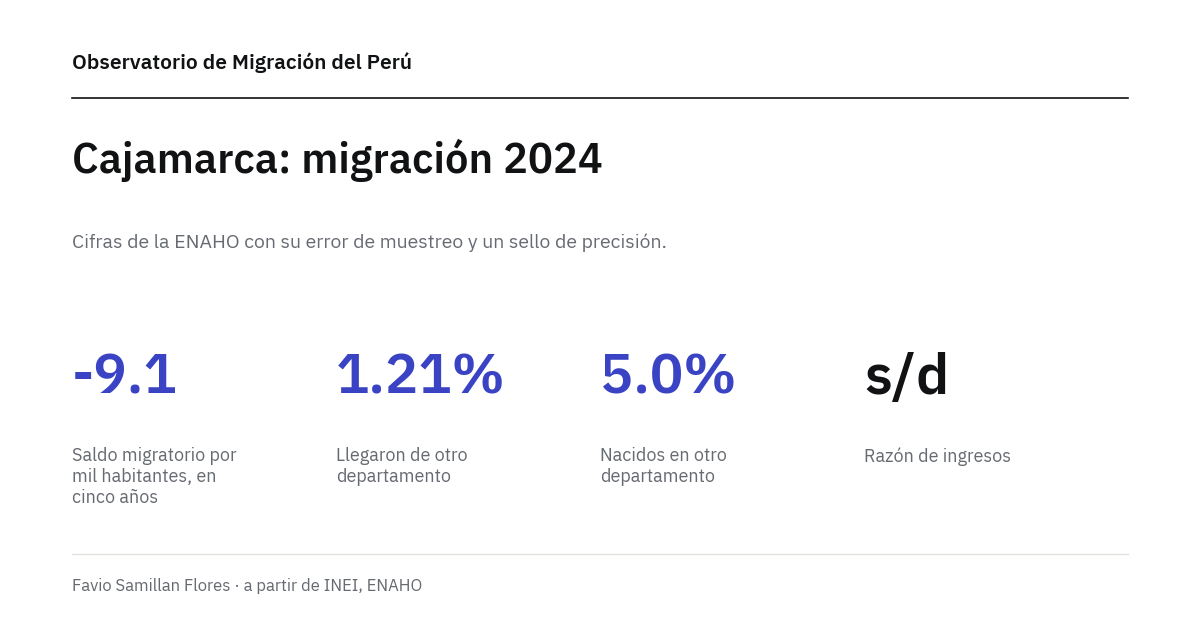 Observatorio de Migración del Perú
Cajamarca: migración 2024
Cifras de la ENAHO con su error de muestreo y un sello de precisión.
-9.1
Saldo migratorio por
mil habitantes, en
cinco años
1.21%
Llegaron de otro
departamento
5.0%
Nacidos en otro
departamento
s/d
Razón de ingresos
Favio Samillan Flores · a partir de INEI, ENAHO